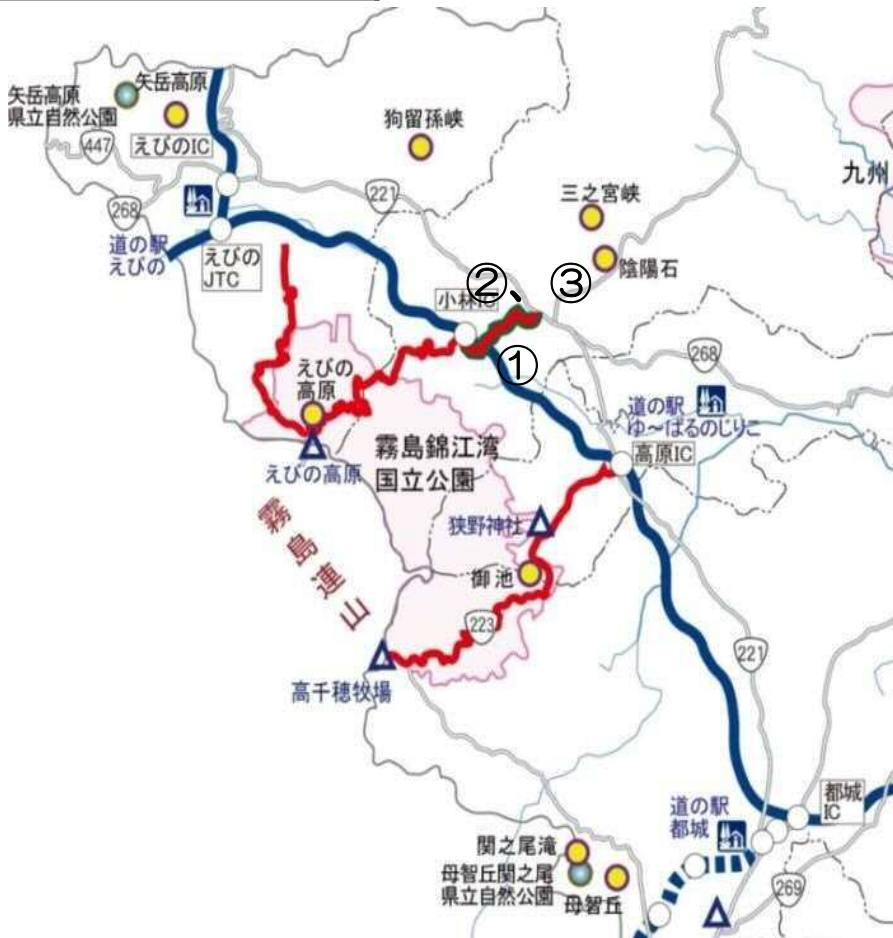 矢岳高原
矢岳高原
県立自然公園
えびのIC
447
狗留孫峡
九州
221
三之宮峡
268
道の駅
えびの
えびの
JTC
陰陽石
小林IC
②、③
①
268
えびの
高原
道の駅
ゆ～ぱるのじりこ
高原IC
霧島錦江湾
国立公園
えびの高原
狭野神社
霧島連山
御池
223
221
高千穂牧場
都城
IC
道の駅
都城
関之尾滝
母智丘関之尾
県立自然公園
母智丘
269